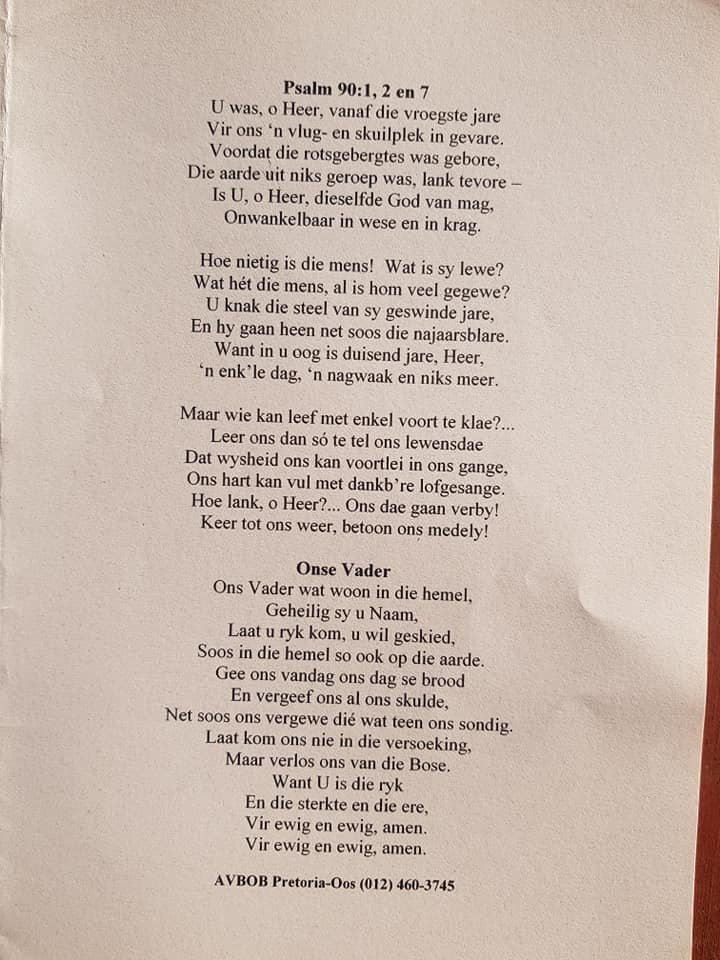 Psalm 90:1, 2 en 7
U was, o Heer, vanaf die vroegste jare
Vir ons ‘n vlug- en skuilplek in gevare.
Voordat die rotsgebergtes was gebore,
Die aarde uit niks geroep was, lank tevore –
Is U, o Heer, dieselfde God van mag,
Onwankelbaar in wese en in krag.
Hoe nietig is die mens! Wat is sy lewe?
Wat hét die mens, al is hom veel gegewe?
U knak die steel van sy geswinde jare,
En hy gaan heen net soos die najaarsblare.
Want in u oog is duisend jare, Heer,
‘n enk’le dag, ‘n nagwaak en niks meer.
Maar wie kan leef met enkel voort te klae?...
Leer ons dan só te tel ons lewensdae
Dat wysheid ons kan voortlei in ons gange,
Ons hart kan vul met dankb’re lofgesange.
Hoe lank, o Heer?... Ons dae gaan verby!
Keer tot ons weer, betoon ons medely!
Onse Vader
Ons Vader wat woon in die hemel,
Geheilig sy u Naam,
Laat u ryk kom, u wil geskied,
Soos in die hemel so ook op die aarde.
Gee ons vandag ons dag se brood
En vergeef ons al ons skulde,
Net soos ons vergewe dié wat teen ons sondig.
Laat kom ons nie in die versoeking,
Maar verlos ons van die Bose.
Want U is die ryk
En die sterkte en die ere,
Vir ewig en ewig, amen.
Vir ewig en ewig, amen.
AVBOB Pretoria-Oos (012) 460-3745